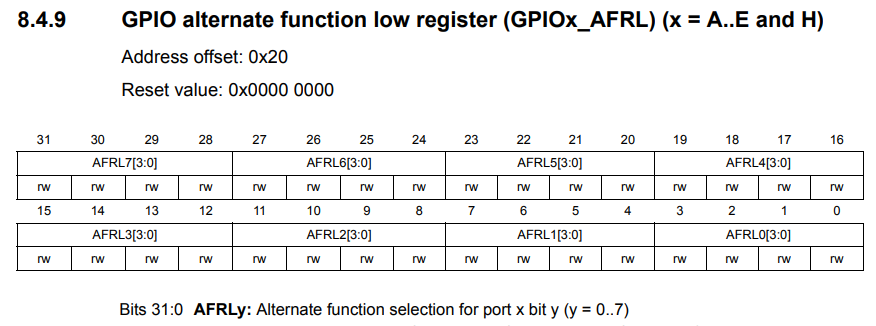 8.4.9 GPIO alternate function low register (GPIOx_AFRL) (x = A..E and H)
Address offset: 0x20
Reset value: 0x0000 0000
31 30 29 28 27 26 25 24 23 22 21 20 19 18 17 16
AFRL7[3:0] AFRL6[3:0] AFRL5[3:0] AFRL4[3:0]
rw rw rw rw rw rw rw rw rw rw rw rw rw rw rw rw
15 14 13 12 11 10 9 8 7 6 5 4 3 2 1 0
AFRL3[3:0] AFRL2[3:0] AFRL1[3:0] AFRL0[3:0]
rw rw rw rw rw rw rw rw rw rw rw rw rw rw rw rw
Bits 31:0 AFRLy: Alternate function selection for port x bit y (y = 0..7)